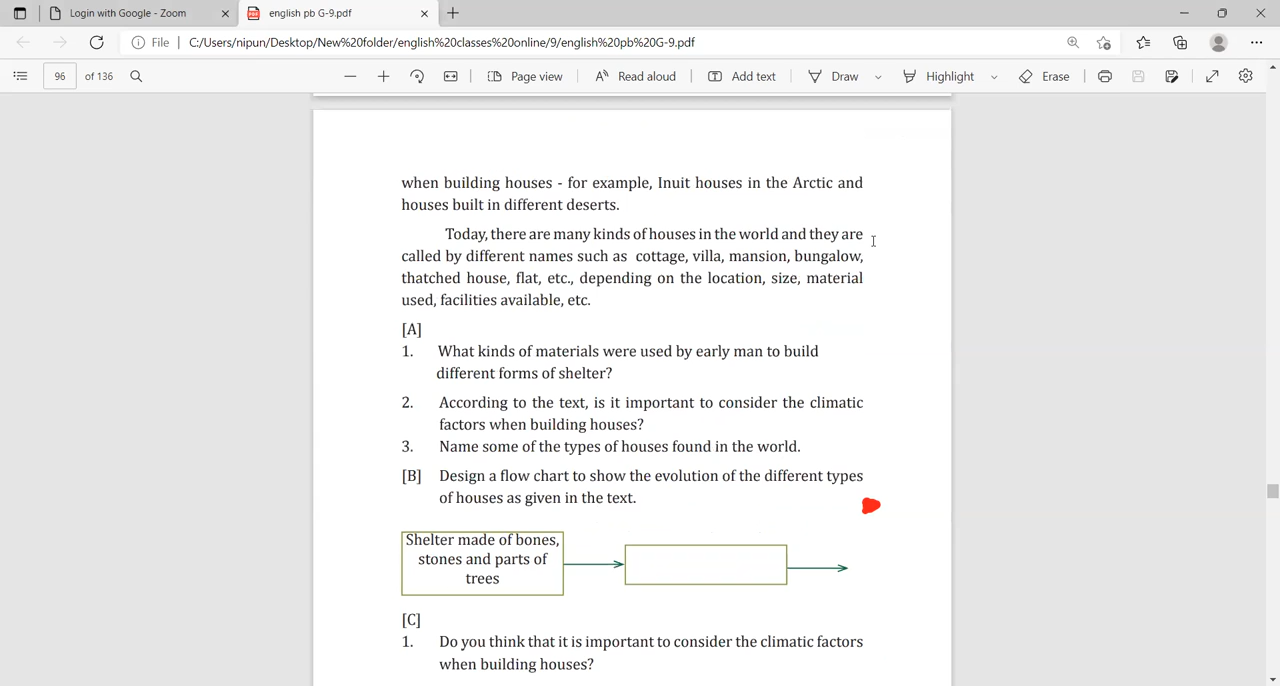 Login with Google - Zoom
english pb G-9.pdf
File
C:/Users/nipun/Desktop/New%20folder/english%20classes%20online/9/english%20pb%20G-9.pdf
96 of 136
Page view
Read aloud
Add text
Draw
Highlight
Erase
when building houses - for example, Inuit houses in the Arctic and
houses built in different deserts.
Today, there are many kinds of houses in the world and they are
called by different names such as cottage, villa, mansion, bungalow,
thatched house, flat, etc., depending on the location, size, material
used, facilities available, etc.
[A]
1. What kinds of materials were used by early man to build
different forms of shelter?
2. According to the text, is it important to consider the climatic
factors when building houses?
3. Name some of the types of houses found in the world.
[B] Design a flow chart to show the evolution of the different types
of houses as given in the text.
Shelter made of bones,
stones and parts of
trees
[C]
1. Do you think that it is important to consider the climatic factors
when building houses?